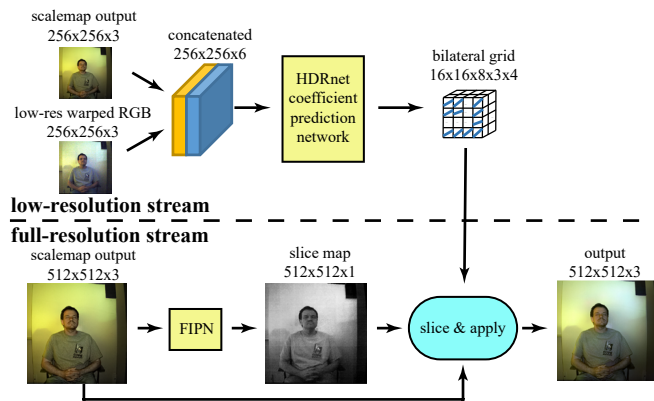 scalemap output
256x256x3
low-res warped RGB
256x256x3
concatenated
256x256x6
HDRnet
coefficient
prediction
network
bilateral grid
16x16x8x3x4
low-resolution stream
full-resolution stream
scalemap output
512x512x3
FIPN
slice map
512x512x1
slice & apply
output
512x512x3